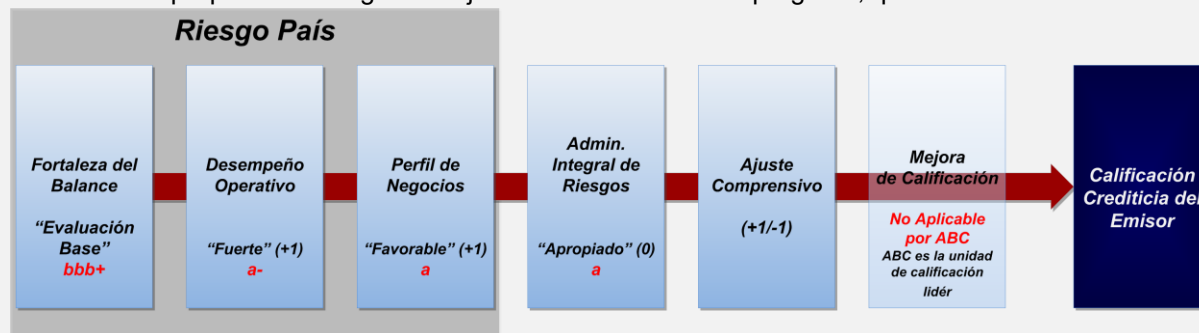 Riesgo País
Fortaleza del
Balance
“Evaluación
Base”
bbb+
Desempeño
Operativo
“Fuerte” (+1)
a-
Perfil de
Negocios
“Favorable” (+1)
a
Admin.
Integral de
Riesgos
“Apropiado” (0)
a
Ajuste
Comprensivo
(+1/-1)
Mejora
de Calificación
No Aplicable
por ABC
ABC es la unidad
de calificación
lidér
Calificación
Crediticia del
Emisor